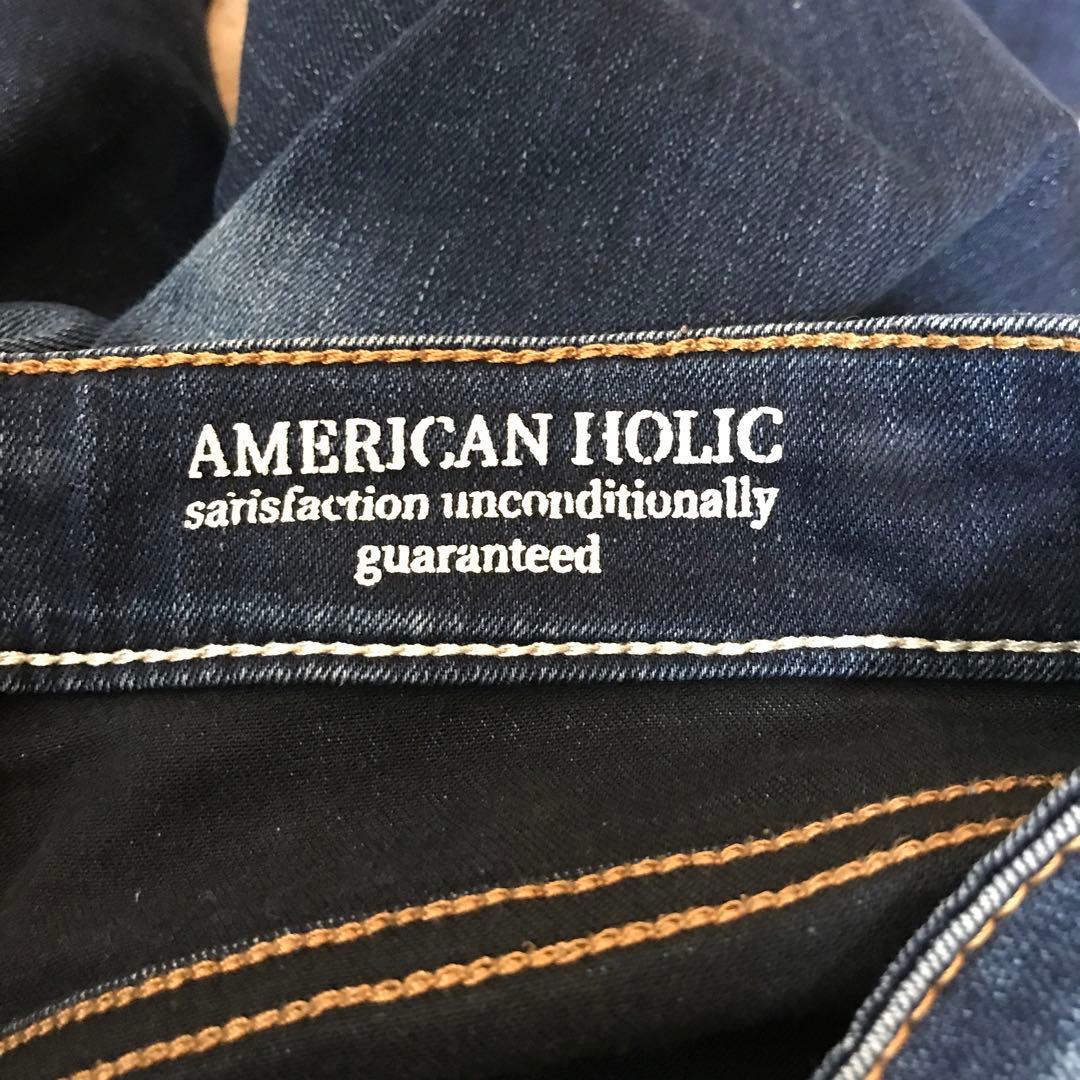 AMERICAN HOLIC
satisfaction unconditionally
guaranteed